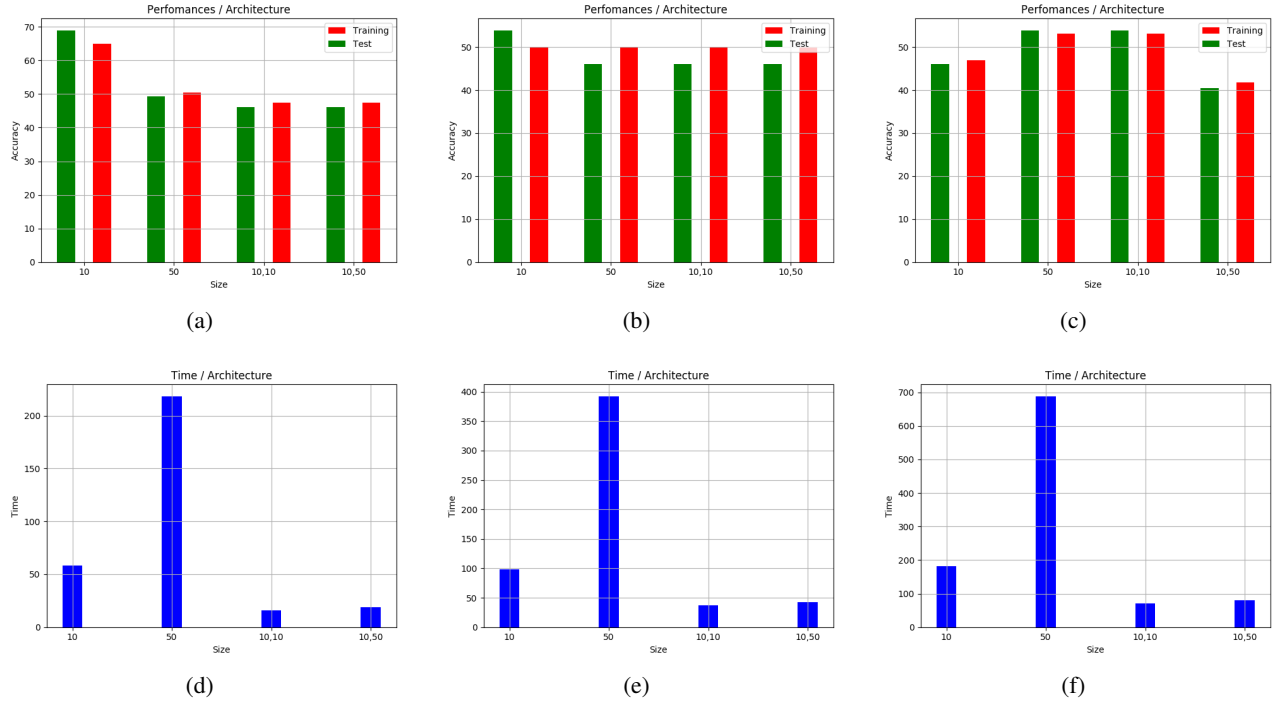 Perfomances / Architecture
Training
Test
70
60
50
40
30
20
10
0
Accuracy
10
50
10,10
10,50
Size
(a)
Perfomances / Architecture
Training
Test
50
40
30
20
10
0
Accuracy
10
50
10,10
10,50
Size
(b)
Perfomances / Architecture
Training
Test
50
40
30
20
10
0
Accuracy
10
50
10,10
10,50
Size
(c)
Time / Architecture
200
150
100
50
0
Time
10
50
10,10
10,50
Size
(d)
Time / Architecture
400
350
300
250
200
150
100
50
0
Time
10
50
10,10
10,50
Size
(e)
Time / Architecture
700
600
500
400
300
200
100
0
Time
10
50
10,10
10,50
Size
(f)